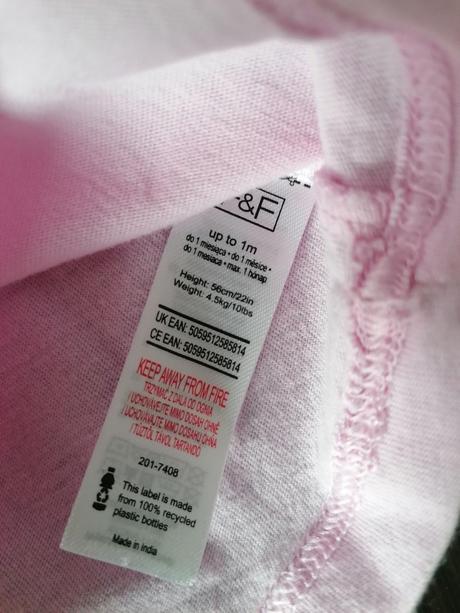 &F
up to 1m
do 1 miesiąca • do 1 měsíce •
do 1 mesiaca • max. 1 hónap
Height: 56cm/22in
Weight: 4.5kg/10lbs
UK EAN: 5059512585814
CE EAN: 5059512585814
KEEP AWAY FROM FIRE
TRZYMAĆ Z DALA OD OGNIA
/ UCHOVÁVEJTE MIMO DOSAH OHNĚ
/ UCHOVÁVAJTE MIMO DOSAHU OHŇA
/ TŰZTŐL TÁVOL TARTANDÓ
201-7408
This label is made
from 100% recycled
plastic bottles
Made in India